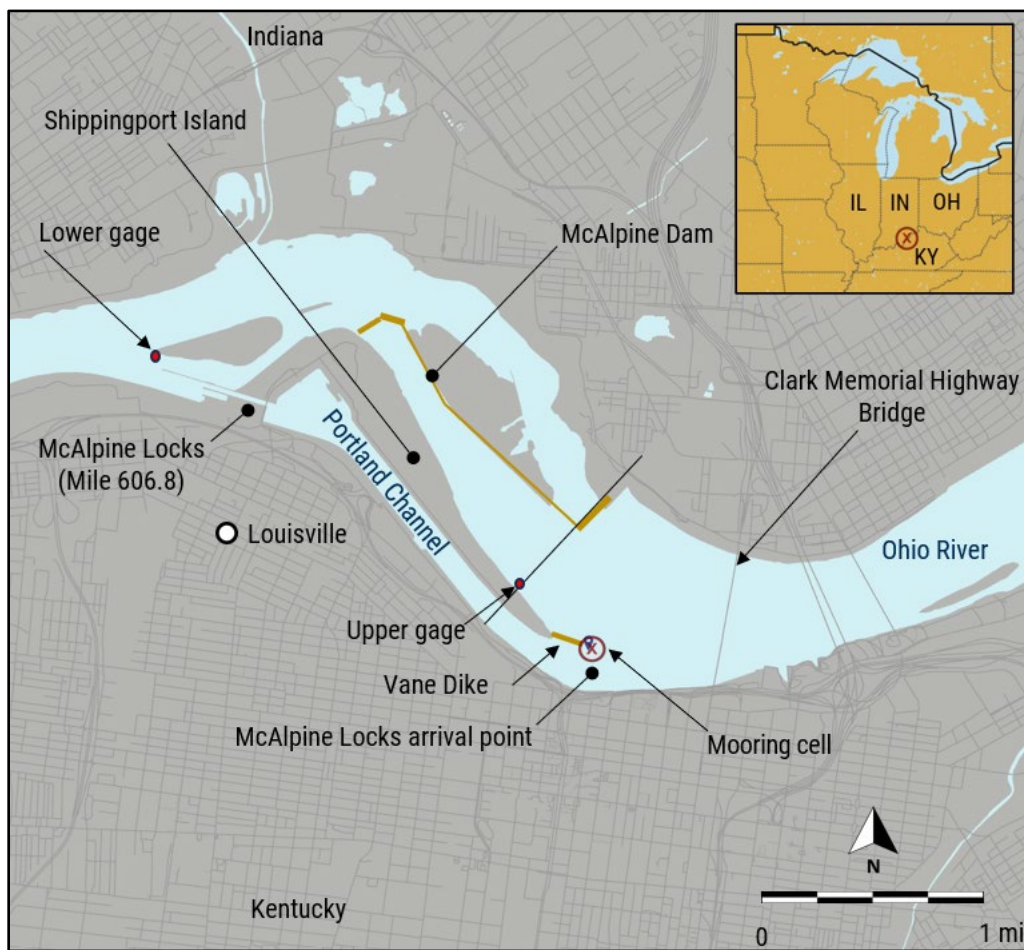 Indiana
Shippingport Island
Lower gage
McAlpine Dam
IL
IN
OH
KY
Clark Memorial Highway
Bridge
McAlpine Locks
(Mile 606.8)
Portland Channel
Louisville
Ohio River
Upper gage
Vane Dike
McAlpine Locks arrival point
Mooring cell
Kentucky
N
0
1 mi